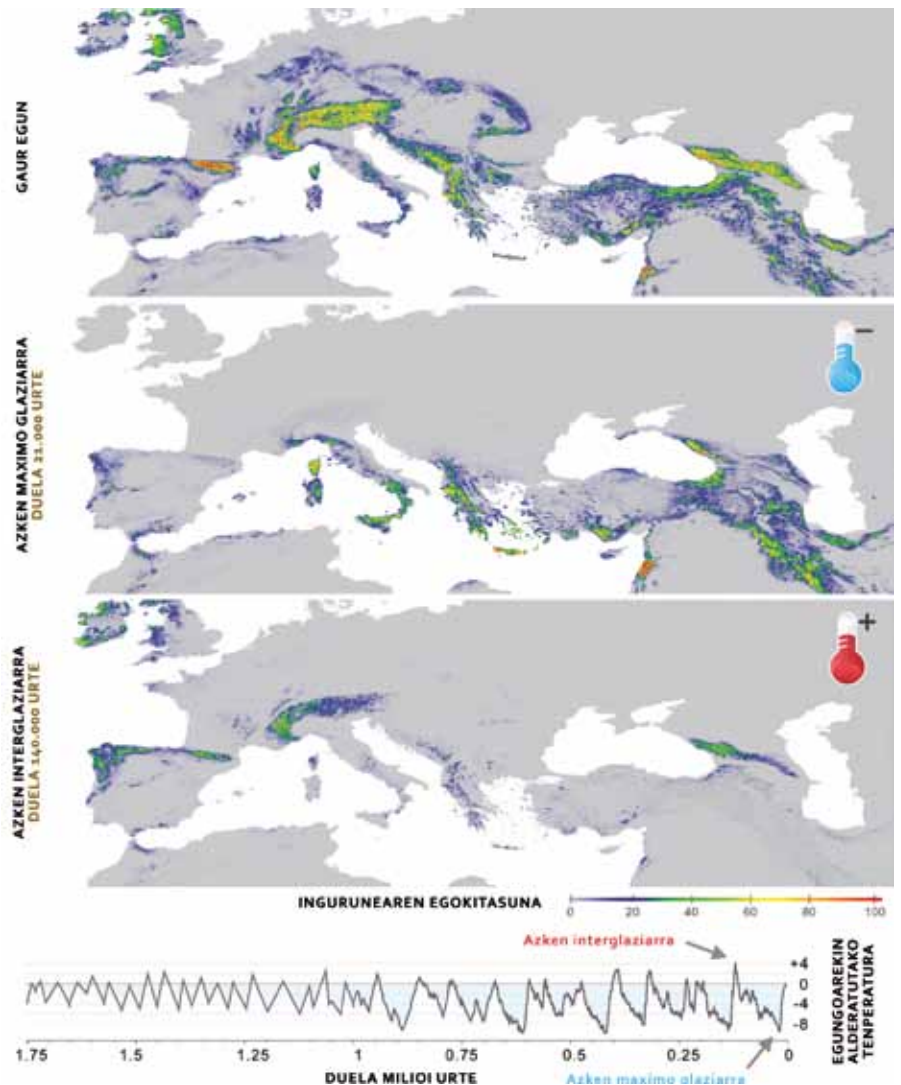 GAUR EGUN
AZKEN MAXIMO GLAZIARRA
DUELA 21.000 URTE
−
AZKEN INTERGLAZIARRA
DUELA 140.000 URTE
+
INGURUNEAREN EGOKITASUNA
0 20 40 60 80 100
Azken interglaziarra
+4
0
-4
-8
EGUNGOAREKIN
ALDERATUTAKO
TENPERATURA
1.75 1.5 1.25 1 0.75 0.5 0.25 0
DUELA MILIOI URTE
Azken maximo glaziarra